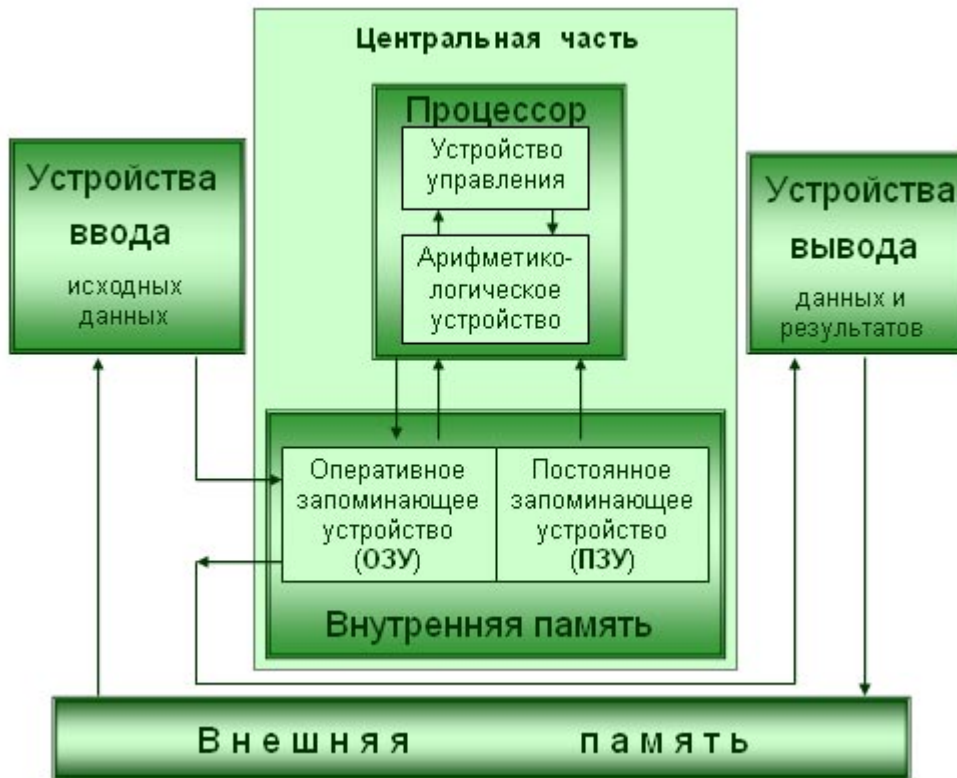 Центральная часть
Процессор
Устройство
управления
Арифметико-
логическое
устройство
Устройства
ввода
исходных
данных
Устройства
вывода
данных и
результатов
Оперативное
запоминающее
устройство
(ОЗУ)
Постоянное
запоминающее
устройство
(ПЗУ)
Внутренняя память
Внешняя память